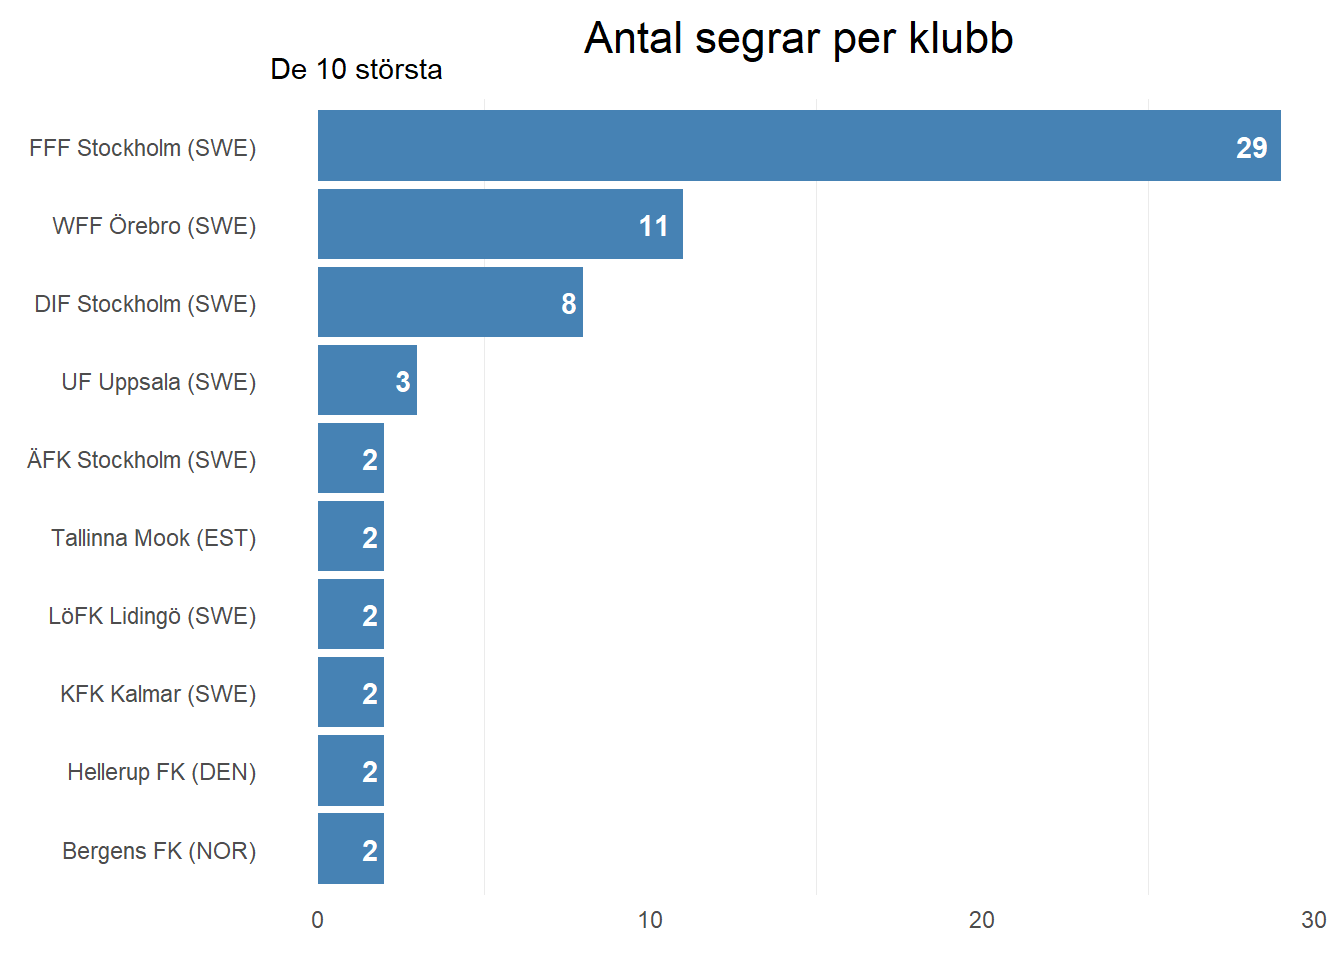 Antal segrar per klubb
De 10 största
FFF Stockholm (SWE) 29
WFF Örebro (SWE) 11
DIF Stockholm (SWE) 8
UF Uppsala (SWE) 3
ÄFK Stockholm (SWE) 2
Tallinna Mook (EST) 2
LöFK Lidingö (SWE) 2
KFK Kalmar (SWE) 2
Hellerup FK (DEN) 2
Bergens FK (NOR) 2
0 10 20 30